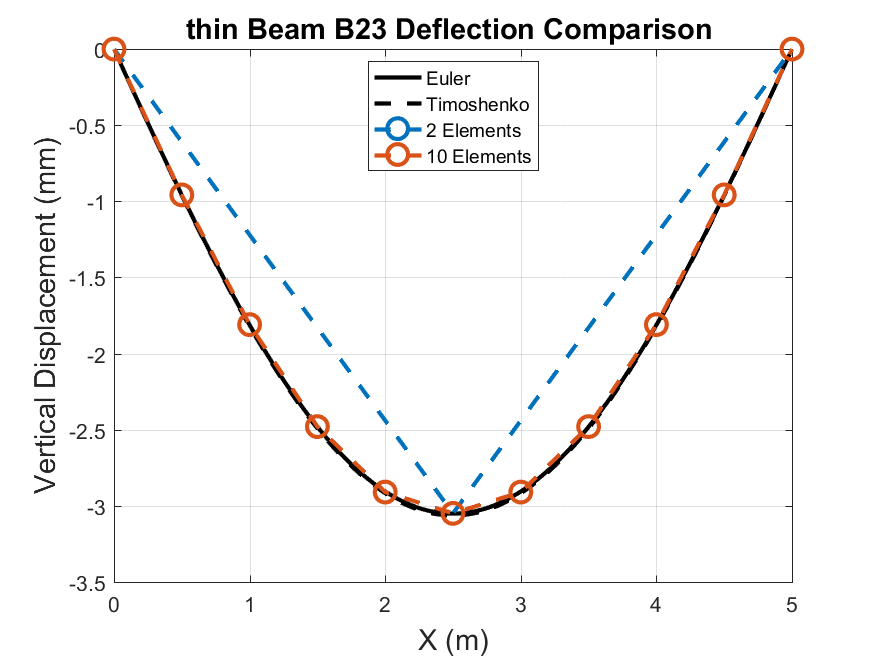 thin Beam B23 Deflection Comparison
Euler
Timoshenko
2 Elements
10 Elements
Vertical Displacement (mm)
0
-0.5
-1
-1.5
-2
-2.5
-3
-3.5
0 1 2 3 4 5
X (m)